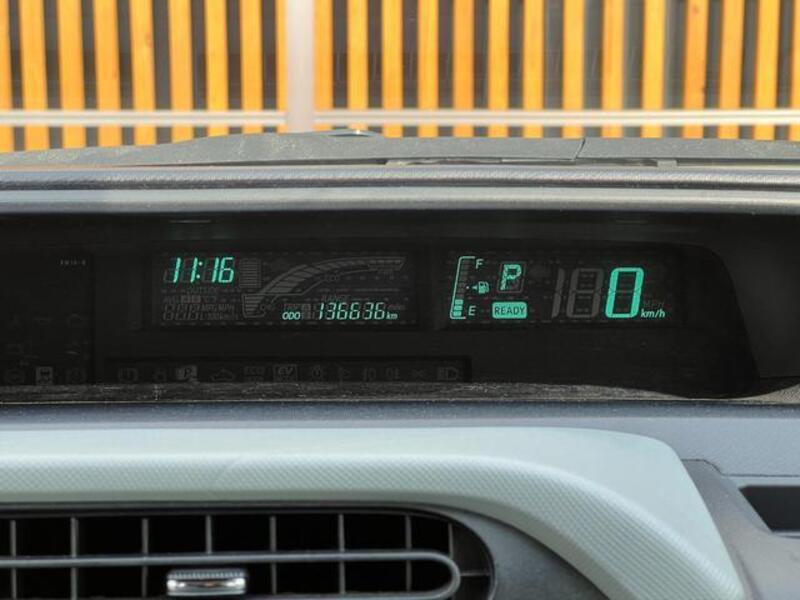 11:16
OUTSIDE
RANGE
TRIP
ODO 136636 km
F
E
P
READY
0
MPH
km/h
ECO EV